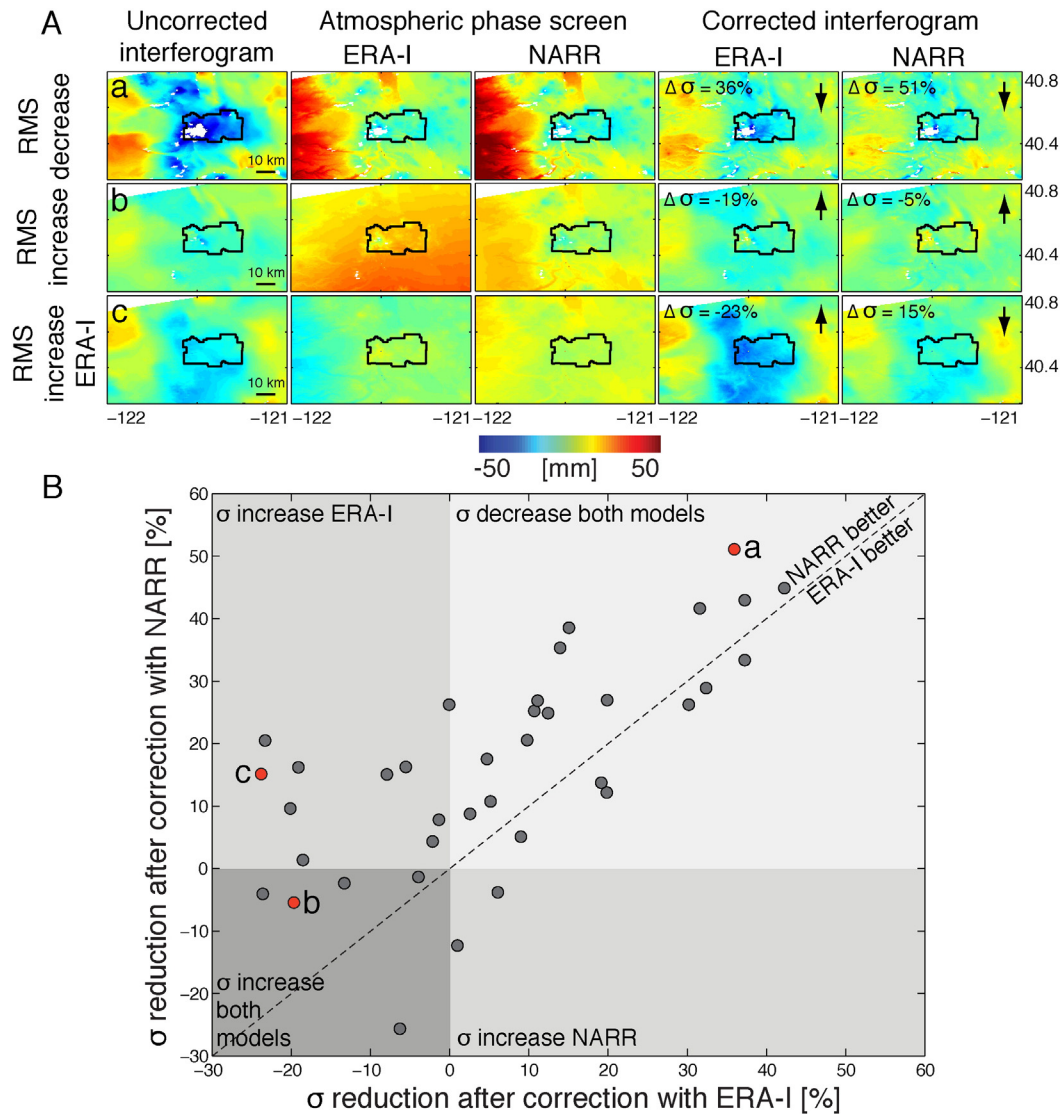 A
Uncorrected interferogram
Atmospheric phase screen
Corrected interferogram
ERA-I NARR ERA-I NARR
RMS decrease
a
10 km
Δ σ = 36%
Δ σ = 51%
40.8
40.4
RMS increase
b
10 km
Δ σ = -19%
Δ σ = -5%
40.8
40.4
RMS increase ERA-I
c
10 km
Δ σ = -23%
Δ σ = 15%
40.8
40.4
−122 −121 −122 −121 −122 −121
-50 [mm] 50
B
σ increase ERA-I
σ decrease both models
NARR better
ERA-I better
a
c
b
σ increase
both
models
σ increase NARR
60
50
40
30
20
10
0
−10
−20
−30
−30 −20 −10 0 10 20 30 40 50 60
σ reduction after correction with NARR [%]
σ reduction after correction with ERA-I [%]